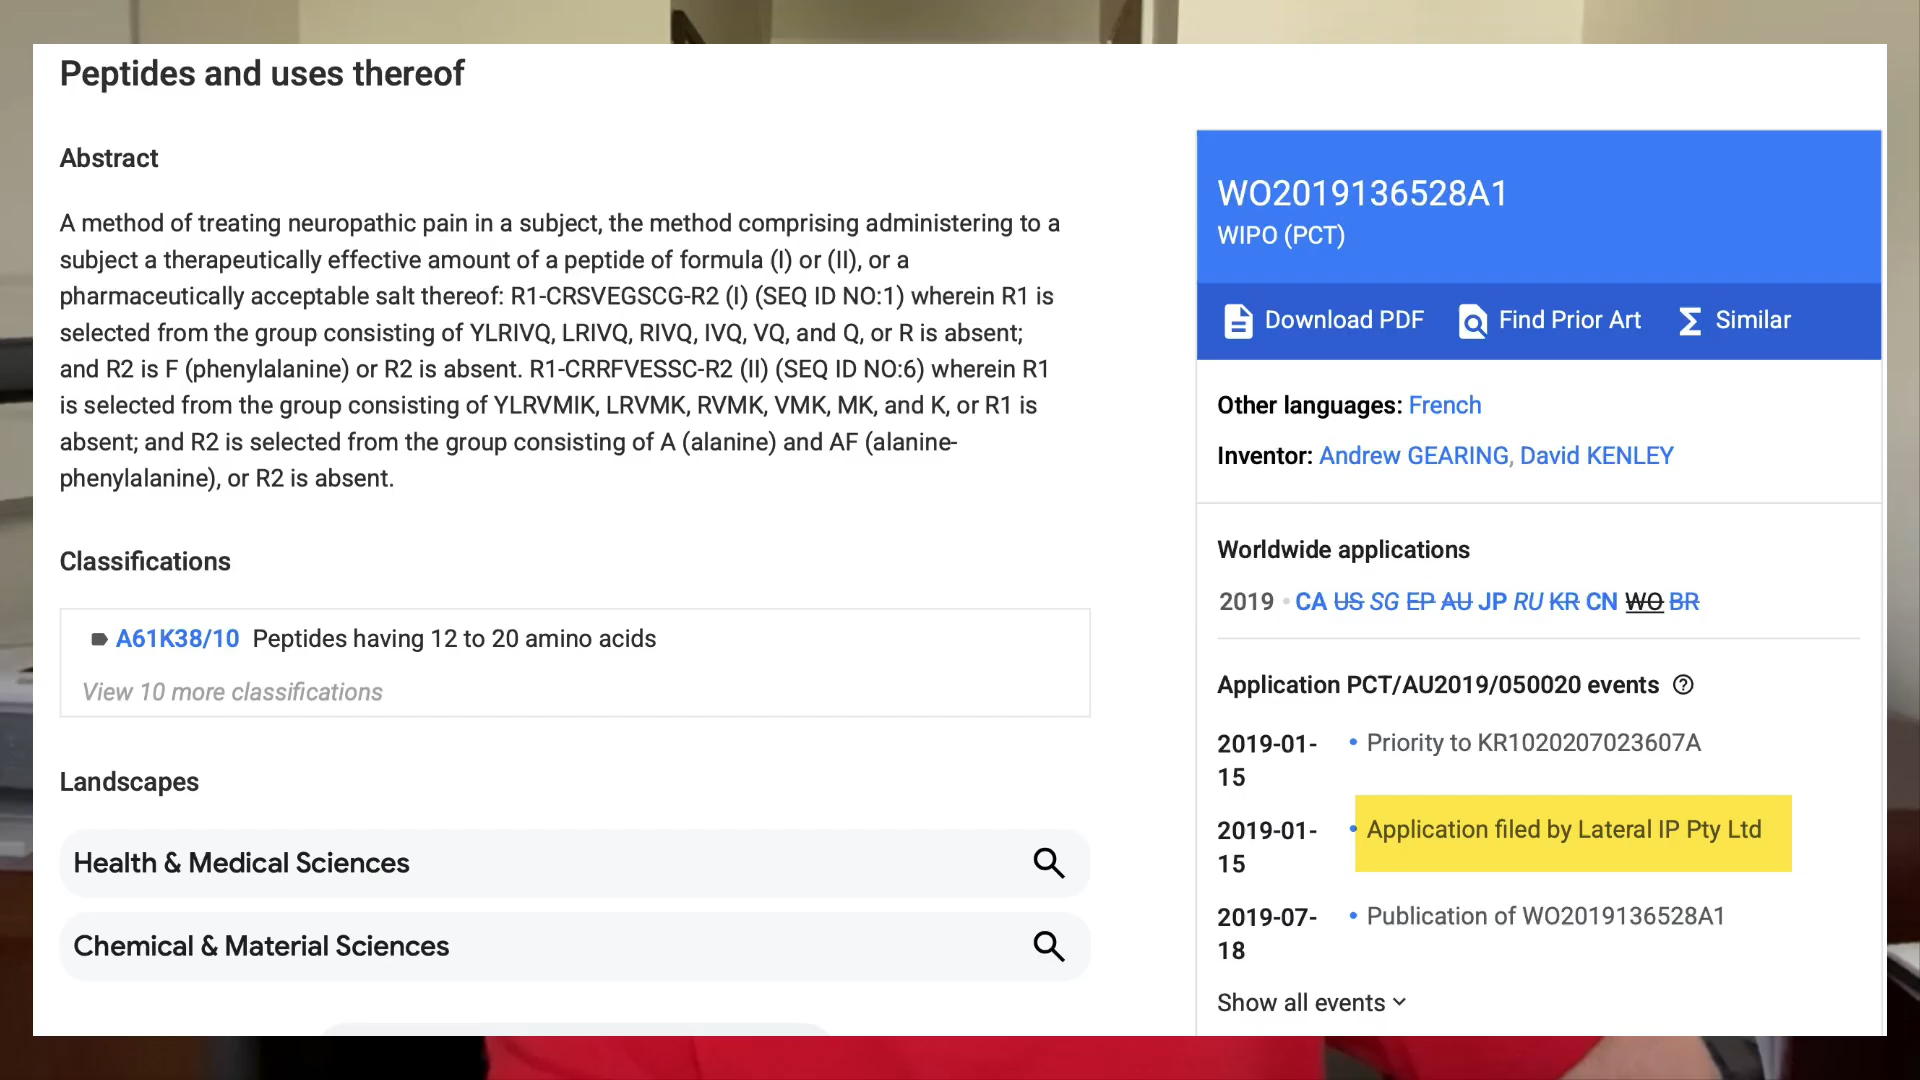 Peptides and uses thereof
Abstract
A method of treating neuropathic pain in a subject, the method comprising administering to a
subject a therapeutically effective amount of a peptide of formula (I) or (II), or a
pharmaceutically acceptable salt thereof: R1-CRSVEGSCG-R2 (I) (SEQ ID NO:1) wherein R1 is
selected from the group consisting of YLRIVQ, LRIVQ, RIVQ, IVQ, VQ, and Q, or R is absent;
and R2 is F (phenylalanine) or R2 is absent. R1-CRRFVESSC-R2 (II) (SEQ ID NO:6) wherein R1
is selected from the group consisting of YLRVMIK, LRVMK, RVMK, VMK, MK, and K, or R1 is
absent; and R2 is selected from the group consisting of A (alanine) and AF (alanine-
phenylalanine), or R2 is absent.
Classifications
A61K38/10 Peptides having 12 to 20 amino acids
View 10 more classifications
Landscapes
Health & Medical Sciences
Chemical & Material Sciences
WO2019136528A1
WIPO (PCT)
Download PDF Find Prior Art Similar
Other languages: French
Inventor: Andrew GEARING, David KENLEY
Worldwide applications
2019 • CA US SG EP AU JP RU KR CN WO BR
Application PCT/AU2019/050020 events
2019-01-
15
• Priority to KR1020207023607A
2019-01-
15
• Application filed by Lateral IP Pty Ltd
2019-07-
18
• Publication of WO2019136528A1
Show all events